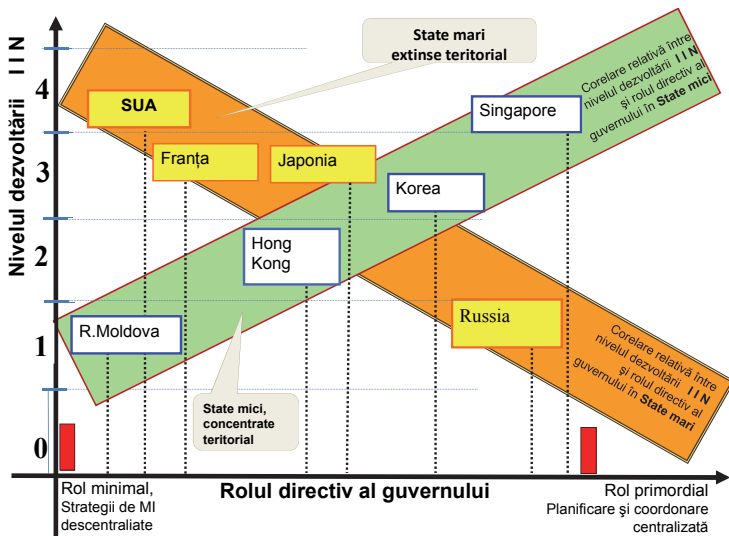 Nivelul dezvoltării I I N
4
3
2
1
0
State mari
extinse teritorial
SUA
Franța
Japonia
Singapore
Korea
Hong
Kong
R.Moldova
Russia
Corelare relativă între
nivelul dezvoltării I I N
și rolul directiv al
guvernului în State mici
Corelare relativă între
nivelul dezvoltării I I N
și rolul directiv al
guvernului în State mari
State mici,
concentrate
teritorial
Rol minimal,
Strategii de MI
descentraliate
Rolul directiv al guvernului
Rol primordial
Planificare şi coordonare
centralizată